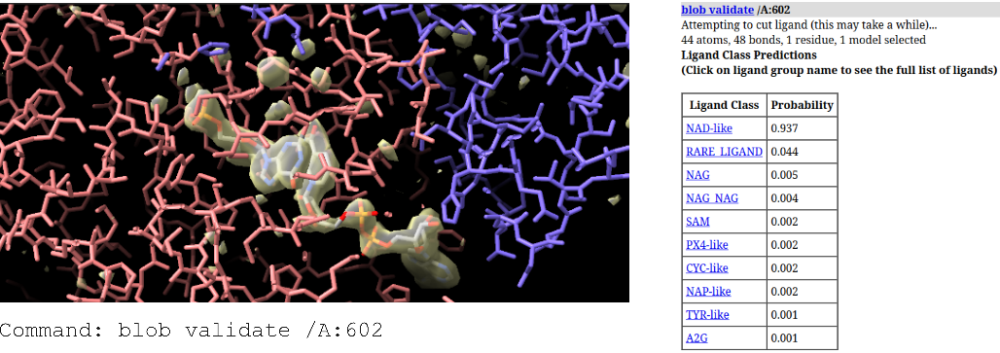 blob validate /A:602
Attempting to cut ligand (this may take a while)...
44 atoms, 48 bonds, 1 residue, 1 model selected
Ligand Class Predictions
(Click on ligand group name to see the full list of ligands)
Ligand Class Probability
NAD-like 0.937
RARE_LIGAND 0.044
NAG 0.005
NAG_NAG 0.004
SAM 0.002
PX4-like 0.002
CYC-like 0.002
NAP-like 0.002
TYR-like 0.001
A2G 0.001
Command: blob validate /A:602